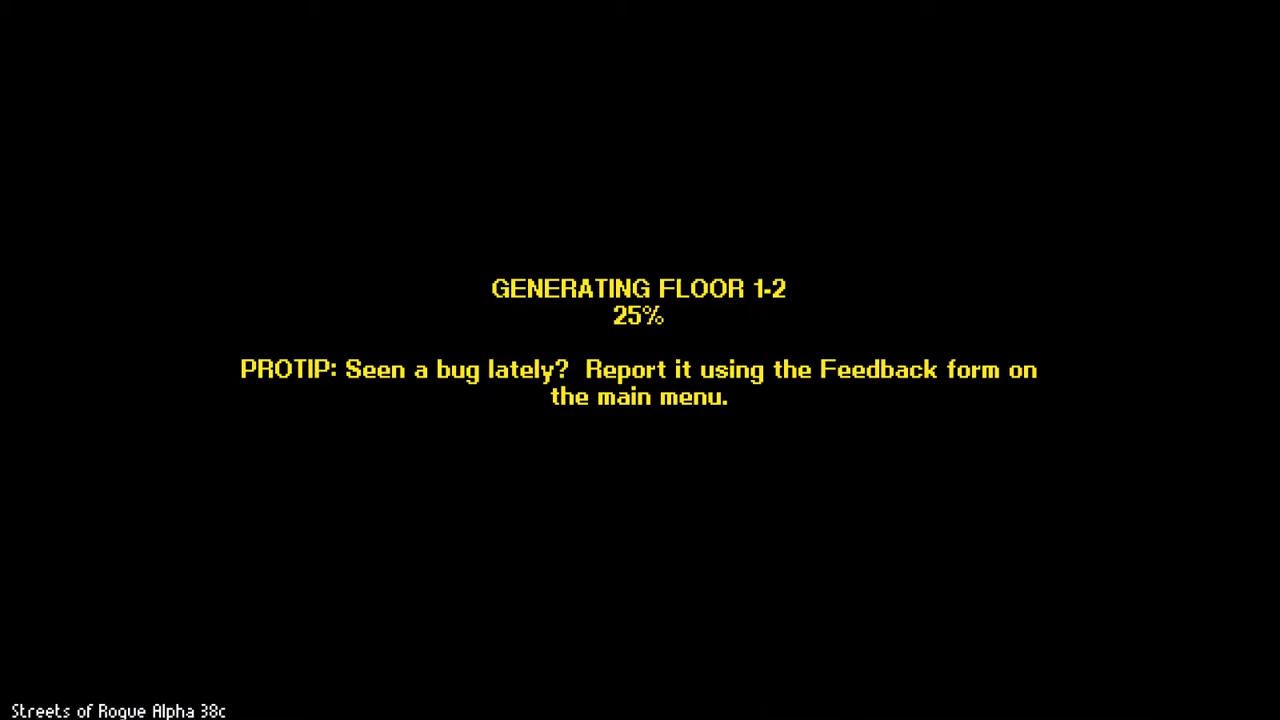 GENERATING FLOOR 1-2
25%
PROTIP: Seen a bug lately?  Report it using the Feedback form on
the main menu.
Streets of Rogue Alpha 38c